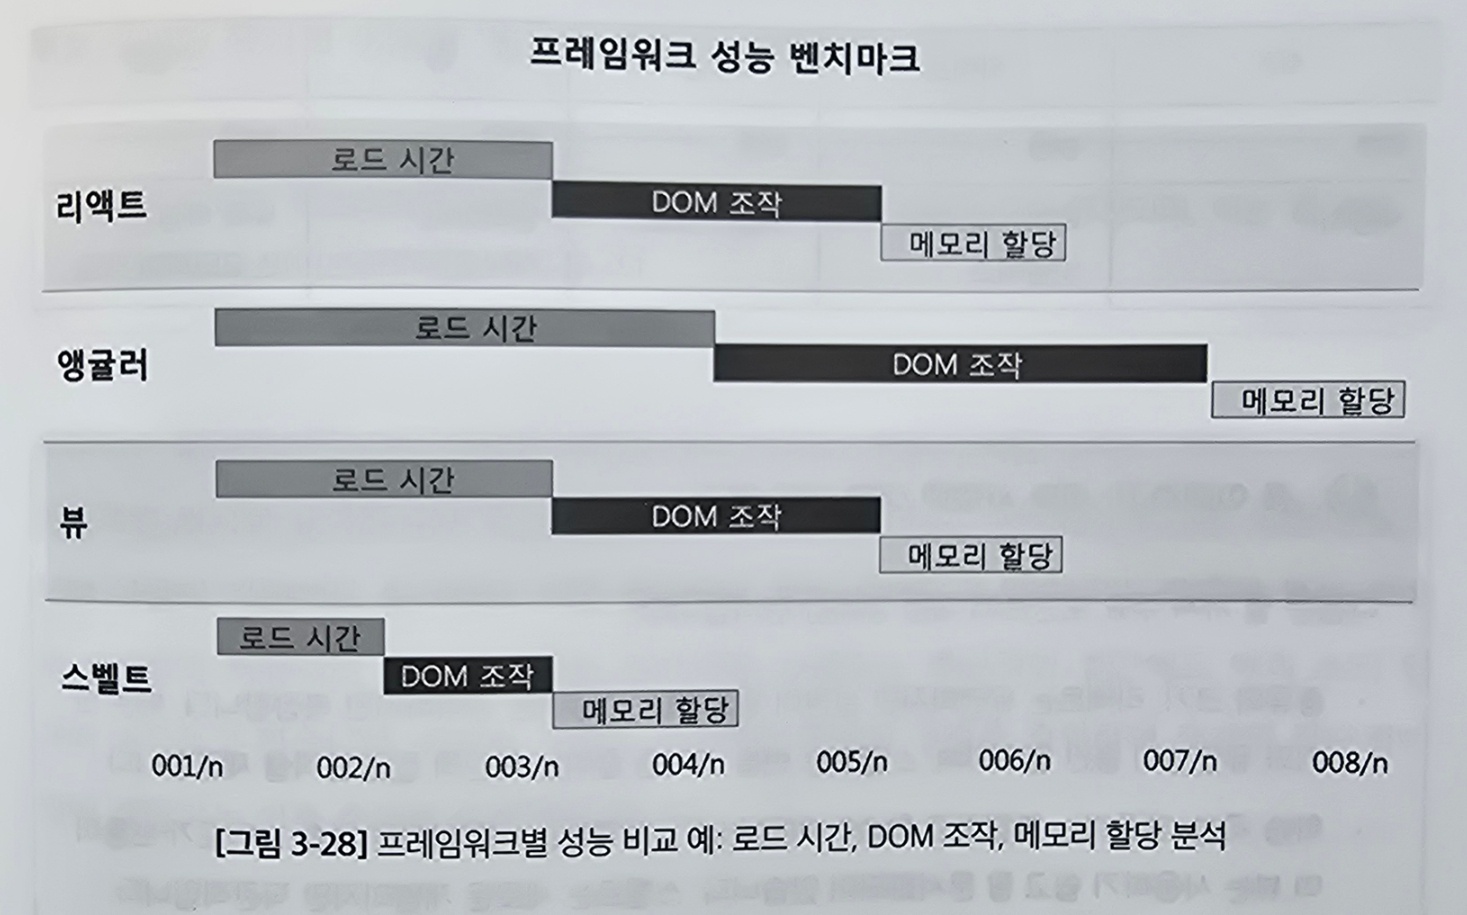 프레임워크 성능 벤치마크
리액트
로드 시간
DOM 조작
메모리 할당
앵귤러
로드 시간
DOM 조작
메모리 할당
뷰
로드 시간
DOM 조작
메모리 할당
스벨트
로드 시간
DOM 조작
메모리 할당
001/n 002/n 003/n 004/n 005/n 006/n 007/n 008/n
[그림 3-28] 프레임워크별 성능 비교 예: 로드 시간, DOM 조작, 메모리 할당 분석